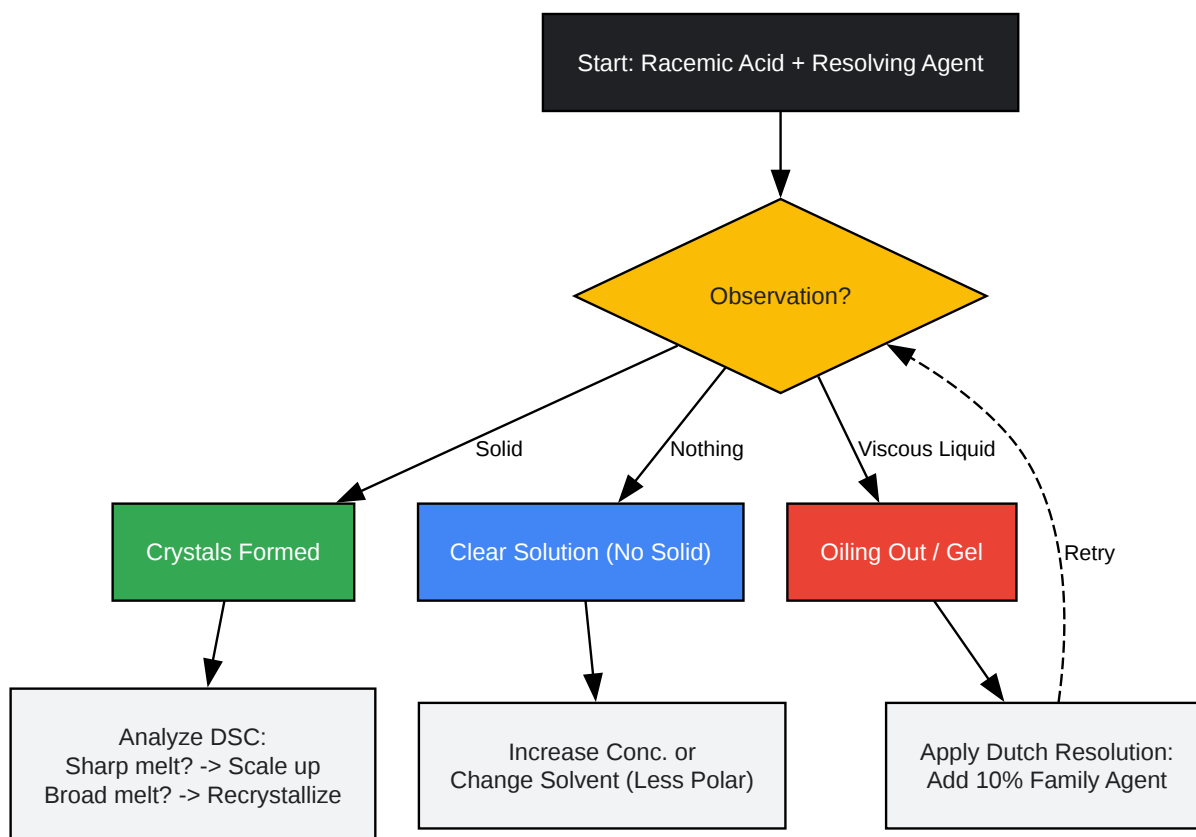 Start: Racemic Acid + Resolving Agent
Observation?
Solid
Nothing
Viscous Liquid
Retry
Crystals Formed
Clear Solution (No Solid)
Oiling Out / Gel
Analyze DSC:
Sharp melt? -> Scale up
Broad melt? -> Recrystallize
Increase Conc. or
Change Solvent (Less Polar)
Apply Dutch Resolution:
Add 10% Family Agent